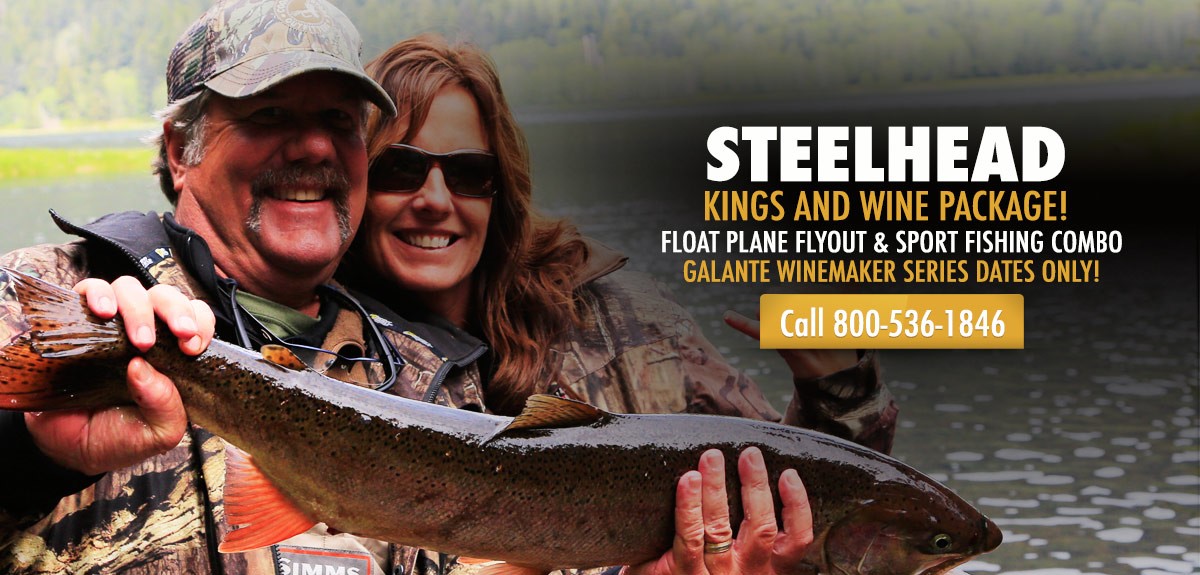 STEELHEAD
KINGS AND WINE PACKAGE!
FLOAT PLANE FLYOUT & SPORT FISHING COMBO
GALANTE WINEMAKER SERIES DATES ONLY!
Call 800-536-1846
SIMMS